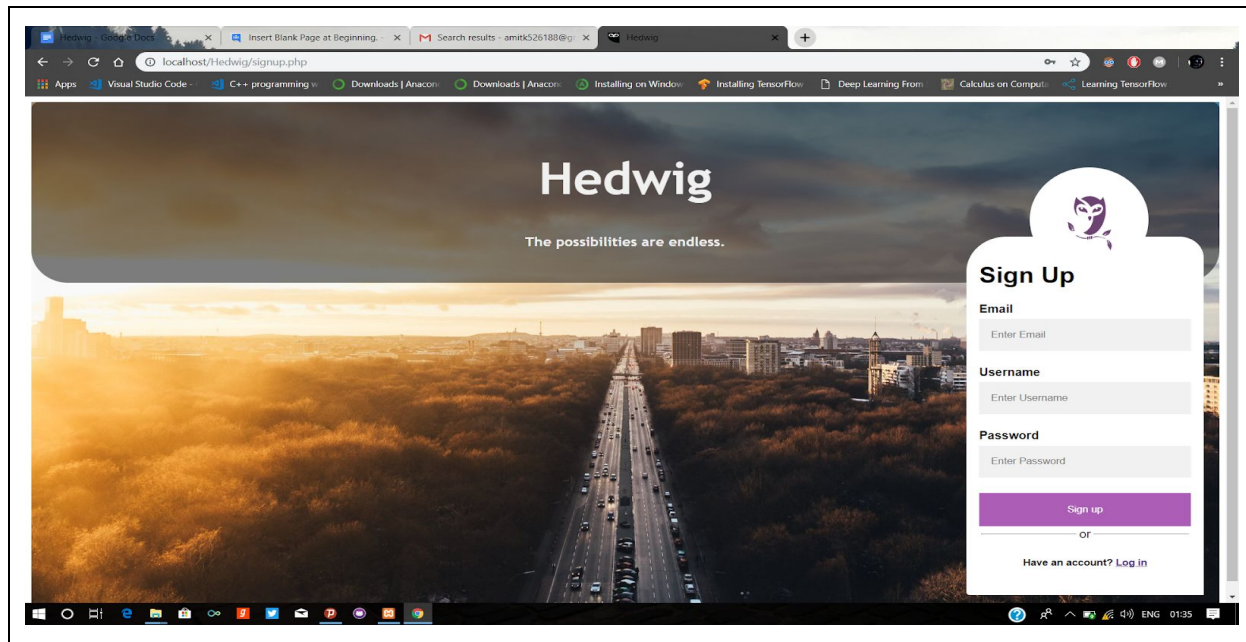 Hedwig - Google Docs
Insert Blank Page at Beginning. -
Search results - amitk526188@g
Hedwig
localhost/Hedwig/signup.php
Apps
Visual Studio Code -
C++ programming w
Downloads | Anacon
Downloads | Anacon
Installing on Window
Installing TensorFlow
Deep Learning From
Calculus on Computa
Learning TensorFlow
»
Hedwig
The possibilities are endless.
Sign Up
Email
Enter Email
Username
Enter Username
Password
Enter Password
Sign up
or
Have an account? Log in
ENG 01:35